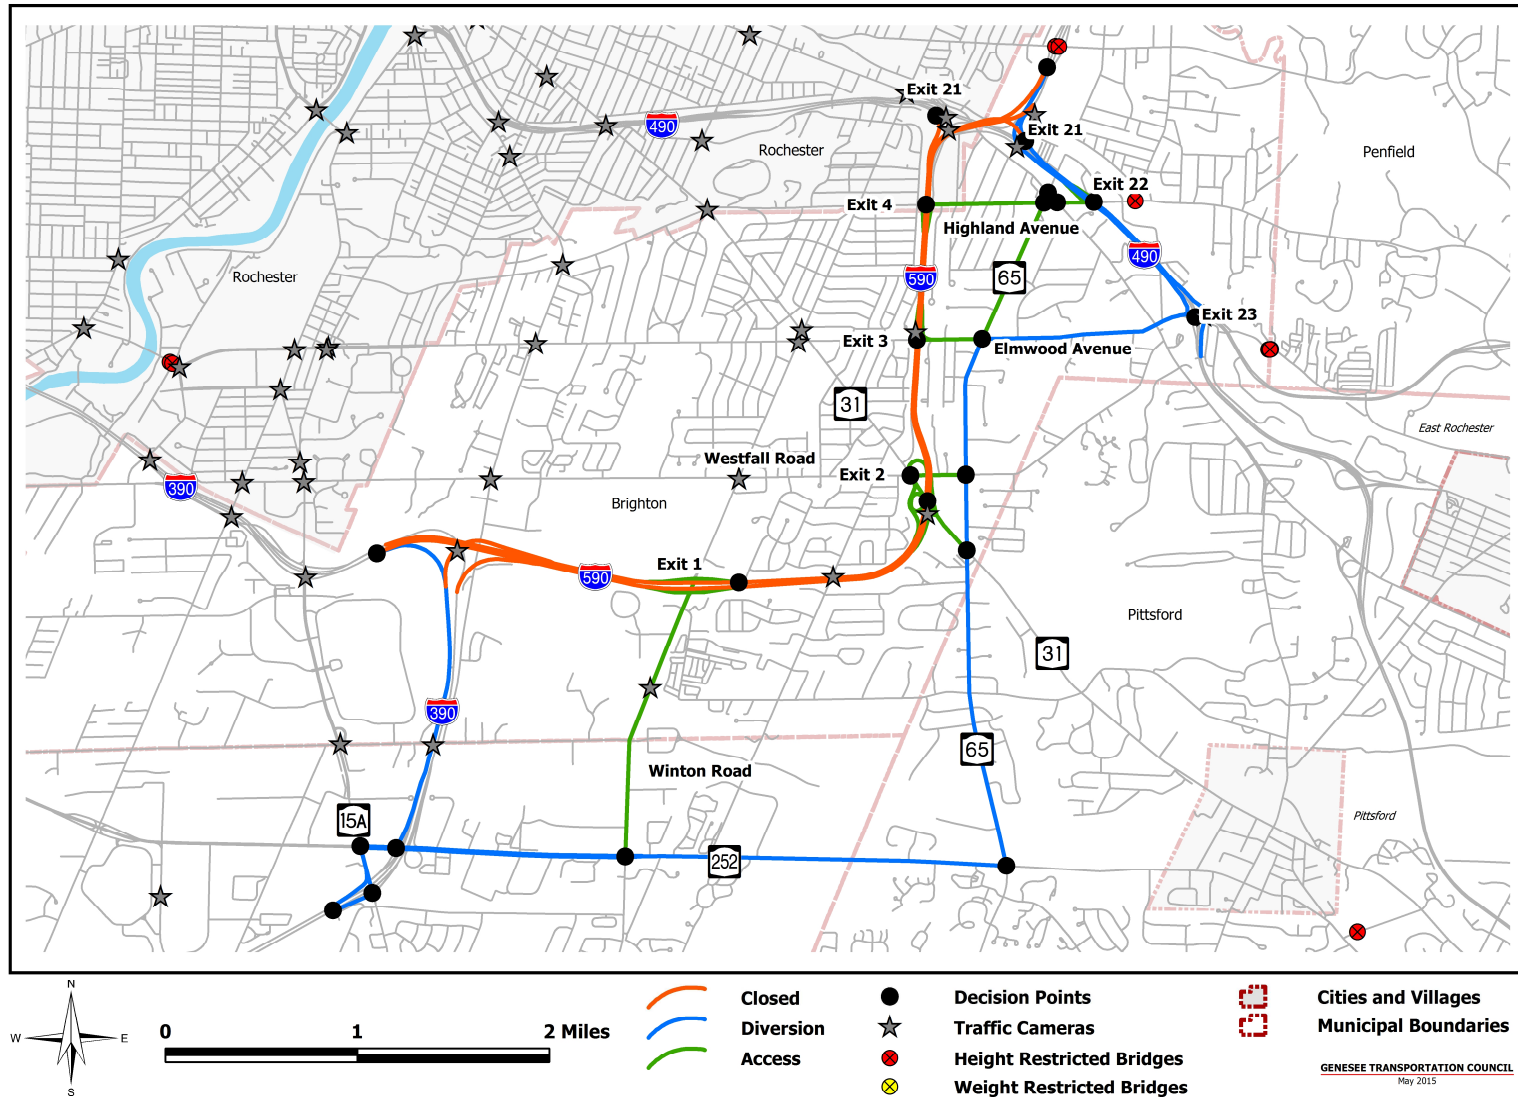 Exit 21
490
Rochester
Exit 21
Penfield
Exit 22
Exit 4
Highland Avenue
490
Rochester
590
65
Exit 23
Exit 3
Elmwood Avenue
31
East Rochester
Westfall Road
Exit 2
390
Brighton
Exit 1
590
Pittsford
31
390
65
Winton Road
15A
Pittsford
252
N
W E
S
0 1 2 Miles
Closed
Diversion
Access
Decision Points
Traffic Cameras
Height Restricted Bridges
Weight Restricted Bridges
Cities and Villages
Municipal Boundaries
GENESEE TRANSPORTATION COUNCIL
May 2015